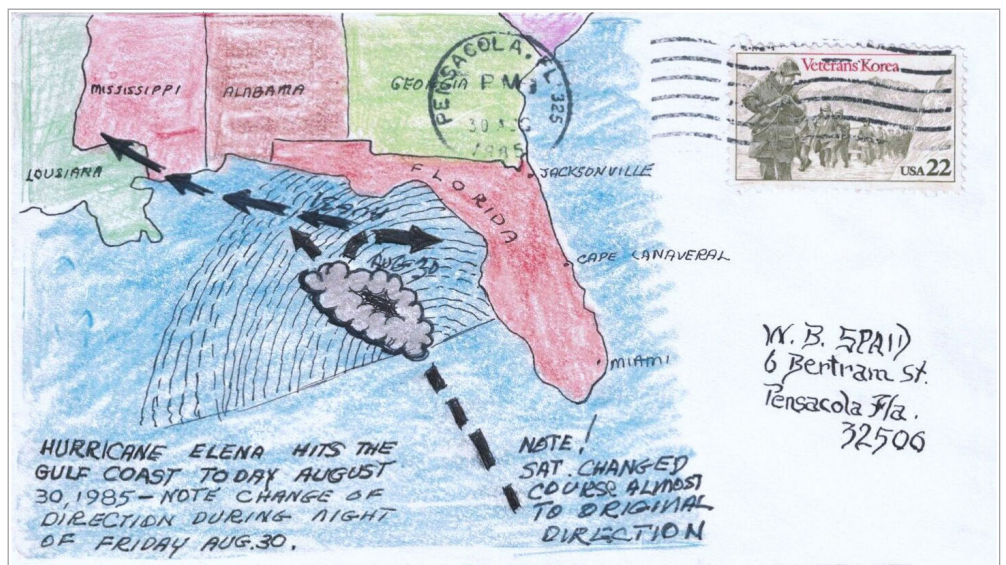 MISSISSIPPI
ALABAMA
GEORGIA
PENSACOLA, FL 325
PM
30
1985
Veterans Korea
USA 22
LOUSIANA
FLORIDA
JACKSONVILLE
AUG-30
CAPE CANAVERAL
MIAMI
W. B. SPAID
6 Bertram st.
Pensacola Fla.
32506
HURRICANE ELENA HITS THE
GULF COAST TODAY AUGUST
30, 1985 - NOTE CHANGE OF
DIRECTION DURING NIGHT
OF FRIDAY AUG. 30.
NOTE!
SAT. CHANGED
COURSE ALMOST
TO ORIGINAL
DIRECTION